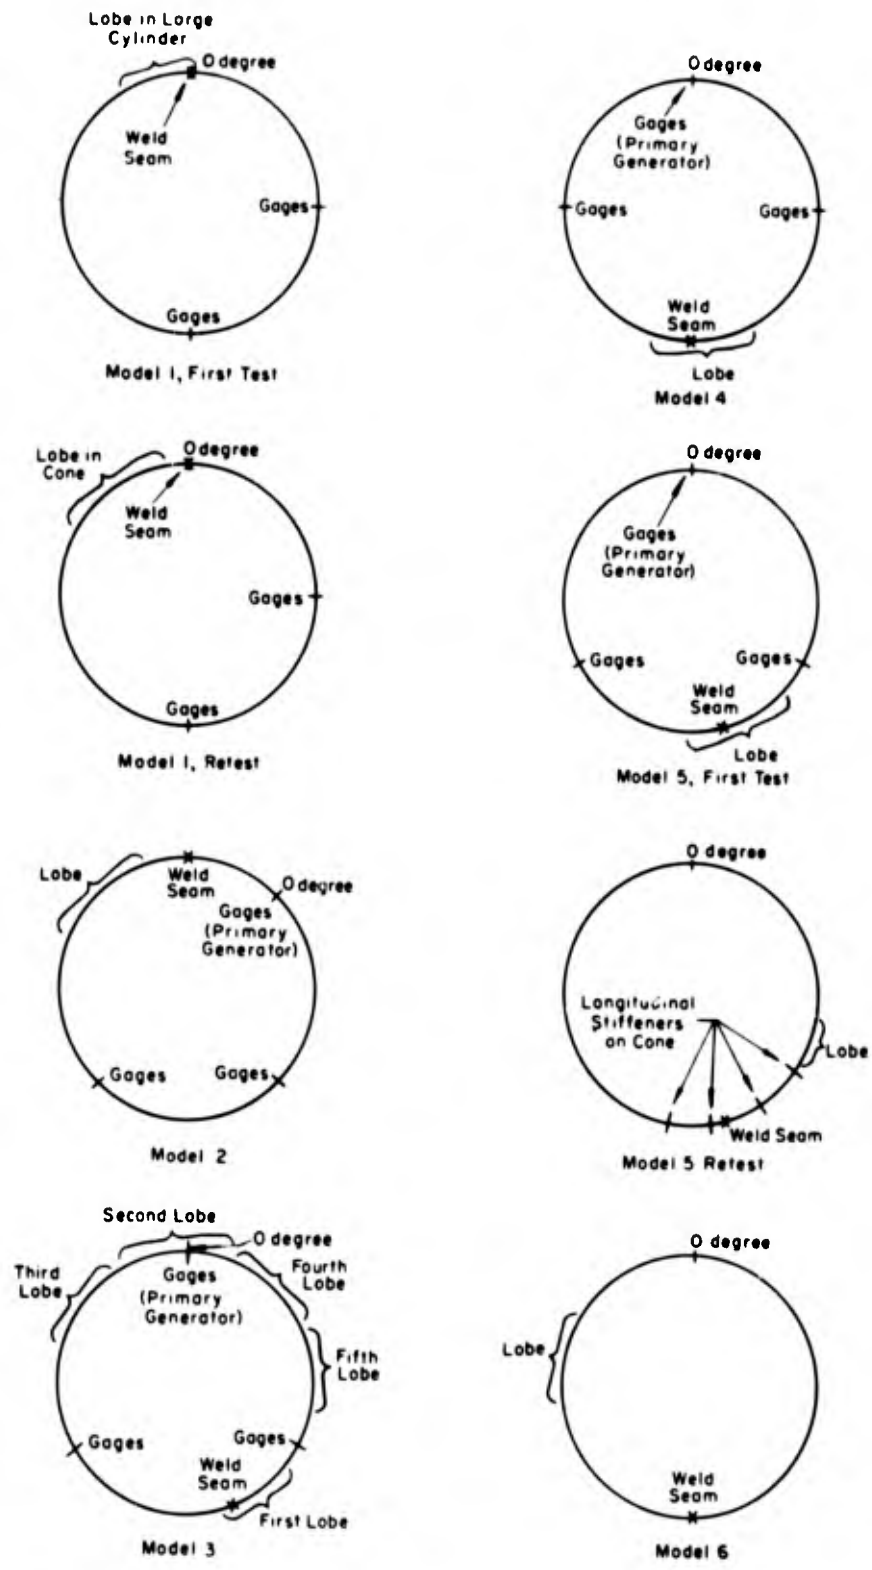 Lobe in Large
Cylinder
0 degree
Weld
Seam
Gages
Gages
Model 1, First Test
Lobe in
Cone
0 degree
Weld
Seam
Gages
Gages
Model 1, Retest
Lobe
Weld
Seam
0 degree
Gages
(Primary
Generator)
Gages
Gages
Model 2
Second Lobe
0 degree
Third
Lobe
Gages
(Primary
Generator)
Fourth
Lobe
Fifth
Lobe
Gages
Gages
Weld
Seam
First Lobe
Model 3
0 degree
Gages
(Primary
Generator)
Gages
Gages
Weld
Seam
Lobe
Model 4
0 degree
Gages
(Primary
Generator)
Gages
Gages
Weld
Seam
Lobe
Model 5, First Test
0 degree
Longitudinal
Stiffeners
on Cone
Lobe
Weld Seam
Model 5 Retest
0 degree
Lobe
Weld
Seam
Model 6